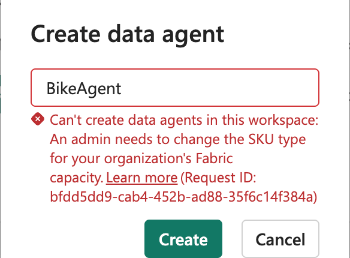 Create data agent
BikeAgent
Can't create data agents in this workspace:
An admin needs to change the SKU type
for your organization's Fabric
capacity. Learn more (Request ID:
bfdd5dd9-cab4-452b-ad88-35f6c14f384a)
Create
Cancel